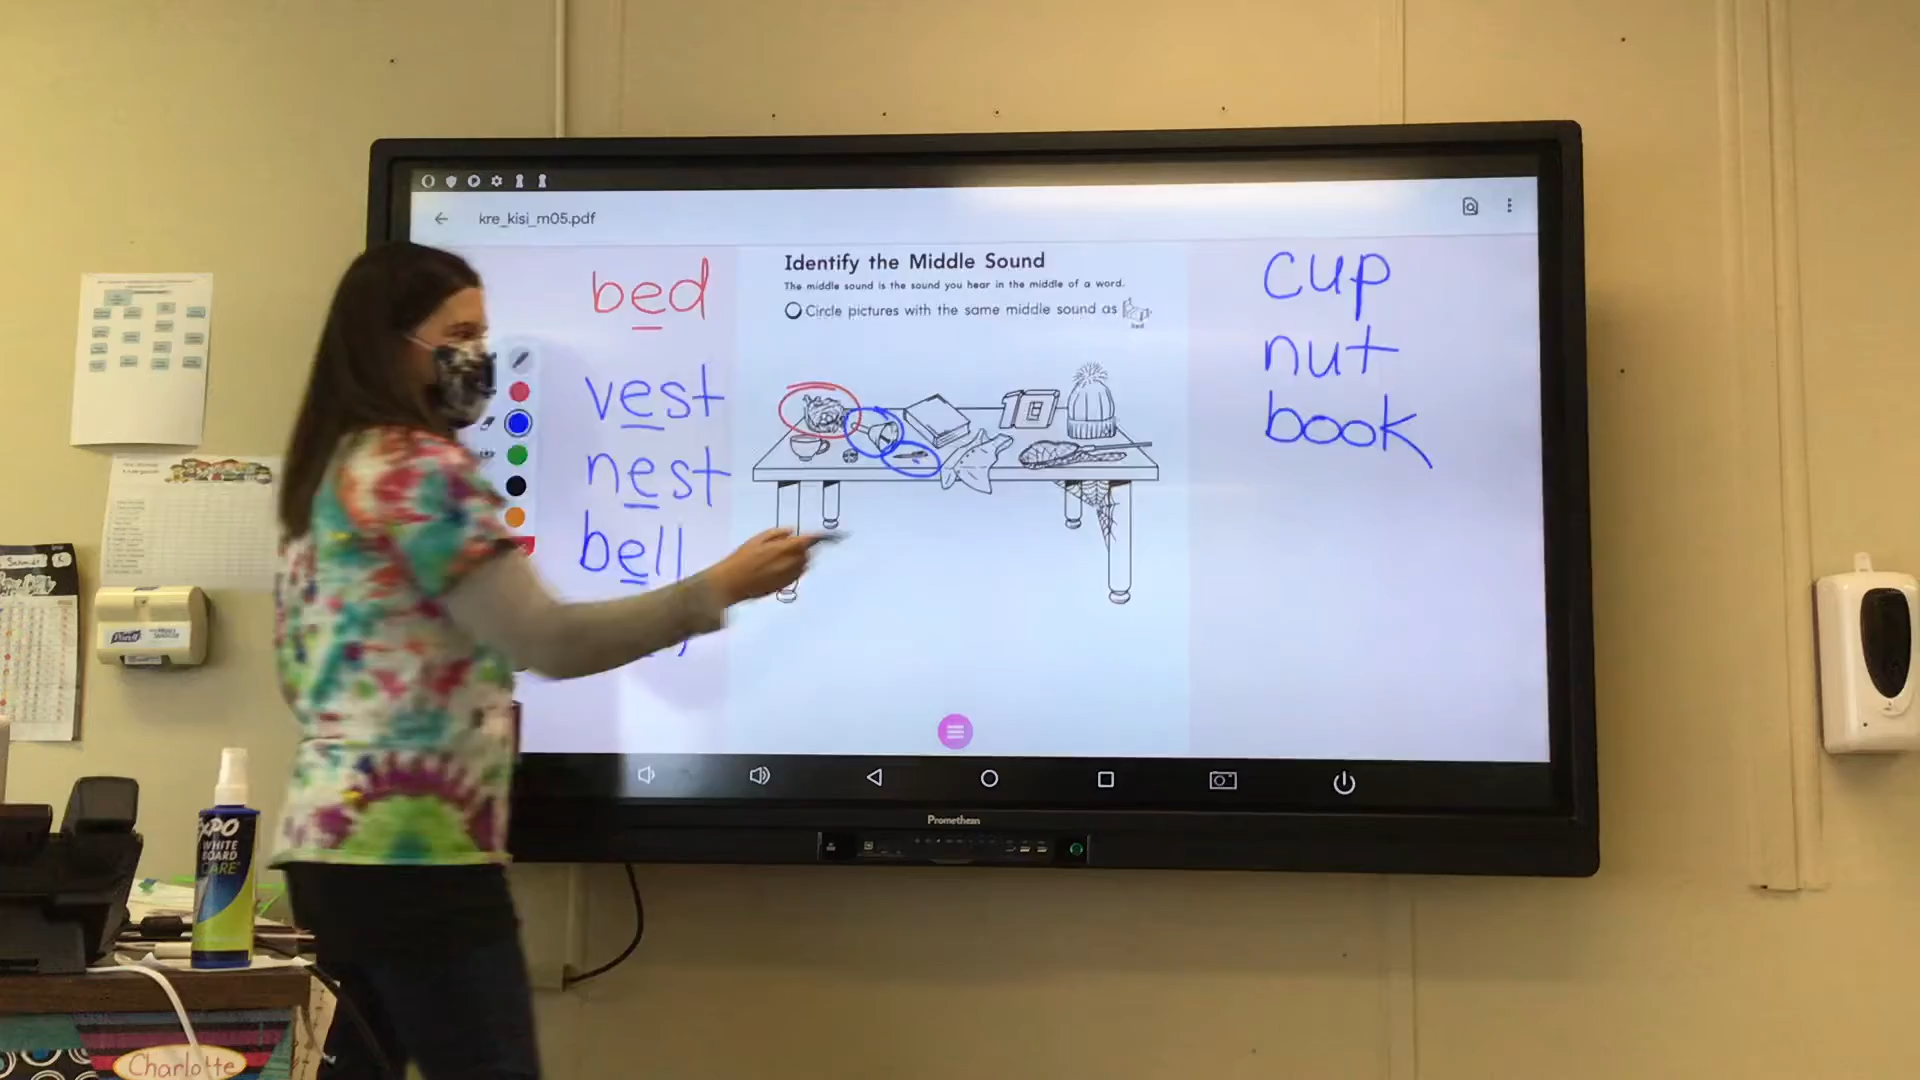 kre_kisi_m05.pdf
Identify the Middle Sound
The middle sound is the sound you hear in the middle of a word.
Circle pictures with the same middle sound as
bed
bed
vest
nest
bell
cup
nut
book
Promethean
Schmidt
Purell
EXPO
WHITE
BOARD
CARE
Charlotte